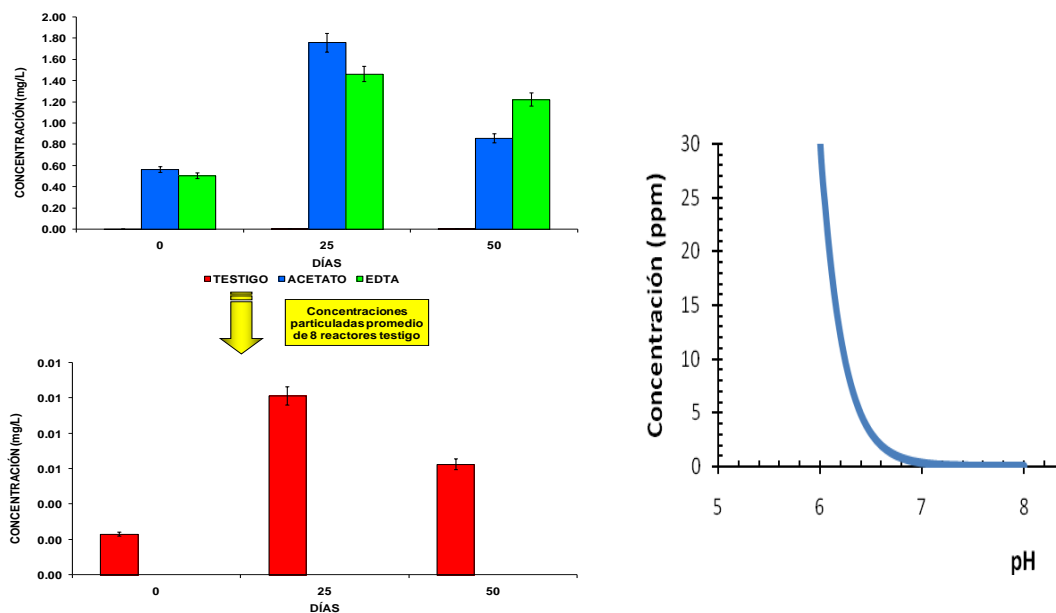 2.00
1.80
1.60
1.40
1.20
1.00
0.80
0.60
0.40
0.20
0.00
CONCENTRACIÓN (mg/L)
0 25 50
DÍAS
TESTIGO ACETATO EDTA
Concentraciones
particuladas promedio
de 8 reactores testigo
0.01
0.01
0.01
0.01
0.00
0.00
0.00
CONCENTRACIÓN (mg/L)
0 25 50
DÍAS
Concentración (ppm)
30
25
20
15
10
5
0
5 6 7 8
pH